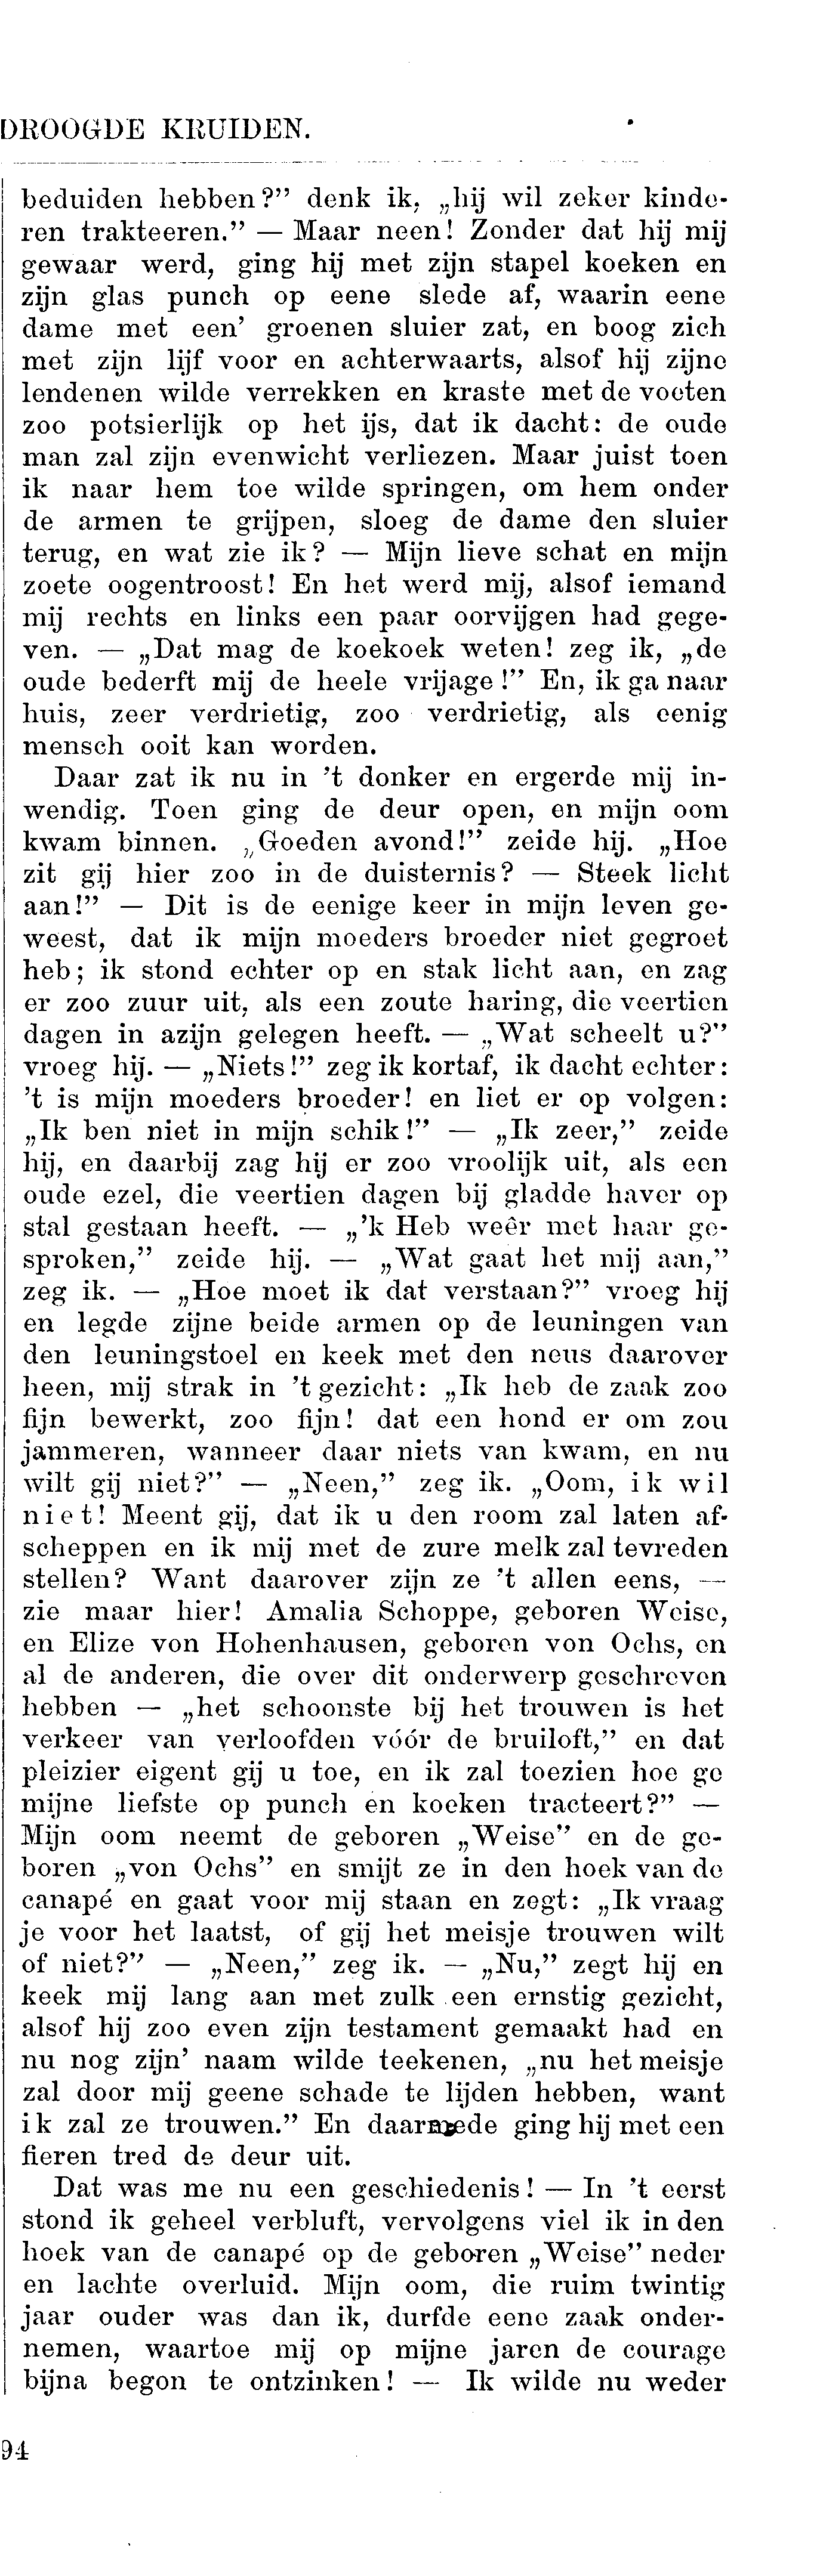 DROOGDE KRUIDEN.
beduiden hebben?” denk ik, „hij wil zeker kinde-
ren trakteeren.” — Maar neen! Zonder dat hij mij
gewaar werd, ging hij met zijn stapel koeken en
zijn glas punch op eene slede af, waarin eene
dame met een’ groenen sluier zat, en boog zich
met zijn lijf voor en achterwaarts, alsof hij zijne
lendenen wilde verrekken en kraste met de voeten
zoo potsierlijk op het ijs, dat ik dacht: de oude
man zal zijn evenwicht verliezen. Maar juist toen
ik naar hem toe wilde springen, om hem onder
de armen te grijpen, sloeg de dame den sluier
terug, en wat zie ik? — Mijn lieve schat en mijn
zoete oogentroost! En het werd mij, alsof iemand
mij rechts en links een paar oorvijgen had gege-
ven. — „Dat mag de koekoek weten! zeg ik, „de
oude bederft mij de heele vrijage!” En, ik ga naar
huis, zeer verdrietig, zoo verdrietig, als eenig
mensch ooit kan worden.
Daar zat ik nu in ’t donker en ergerde mij in-
wendig. Toen ging de deur open, en mijn oom
kwam binnen. „Goeden avond!” zeide hij. „Hoe
zit gij hier zoo in de duisternis? — Steek licht
aan!” — Dit is de eenige keer in mijn leven ge-
weest, dat ik mijn moeders broeder niet gegroet
heb; ik stond echter op en stak licht aan, en zag
er zoo zuur uit, als een zoute haring, die veertien
dagen in azijn gelegen heeft. — „Wat scheelt u?”
vroeg hij. — „Niets!” zeg ik kortaf, ik dacht echter:
’t is mijn moeders broeder! en liet er op volgen:
„Ik ben niet in mijn schik!” — „Ik zeer,” zeide
hij, en daarbij zag hij er zoo vroolijk uit, als een
oude ezel, die veertien dagen bij gladde haver op
stal gestaan heeft. — „’k Heb weêr met haar ge-
sproken,” zeide hij. — „Wat gaat het mij aan,”
zeg ik. — „Hoe moet ik dat verstaan?” vroeg hij
en legde zijne beide armen op de leuningen van
den leuningstoel en keek met den neus daarover
heen, mij strak in ’t gezicht: „Ik heb de zaak zoo
fijn bewerkt, zoo fijn! dat een hond er om zou
jammeren, wanneer daar niets van kwam, en nu
wilt gij niet?” — „Neen,” zeg ik. „Oom, ik wil
niet! Meent gij, dat ik u den room zal laten af-
scheppen en ik mij met de zure melk zal tevreden
stellen? Want daarover zijn ze ’t allen eens, —
zie maar hier! Amalia Schoppe, geboren Weise,
en Elize von Hohenhausen, geboren von Ochs, en
al de anderen, die over dit onderwerp geschreven
hebben — „het schoonste bij het trouwen is het
verkeer van verloofden vóór de bruiloft,” en dat
pleizier eigent gij u toe, en ik zal toezien hoe ge
mijne liefste op punch en koeken tracteert?” —
Mijn oom neemt de geboren „Weise” en de ge-
boren „von Ochs” en smijt ze in den hoek van de
canapé en gaat voor mij staan en zegt: „Ik vraag
je voor het laatst, of gij het meisje trouwen wilt
of niet?” — „Neen,” zeg ik. — „Nu,” zegt hij en
keek mij lang aan met zulk een ernstig gezicht,
alsof hij zoo even zijn testament gemaakt had en
nu nog zijn’ naam wilde teekenen, „nu het meisje
zal door mij geene schade te lijden hebben, want
ik zal ze trouwen.” En daarmede ging hij met een
fieren tred de deur uit.
Dat was me nu een geschiedenis! — In ’t eerst
stond ik geheel verbluft, vervolgens viel ik in den
hoek van de canapé op de geboren „Weise” neder
en lachte overluid. Mijn oom, die ruim twintig
jaar ouder was dan ik, durfde eene zaak onder-
nemen, waartoe mij op mijne jaren de courage
bijna begon te ontzinken! — Ik wilde nu weder
94